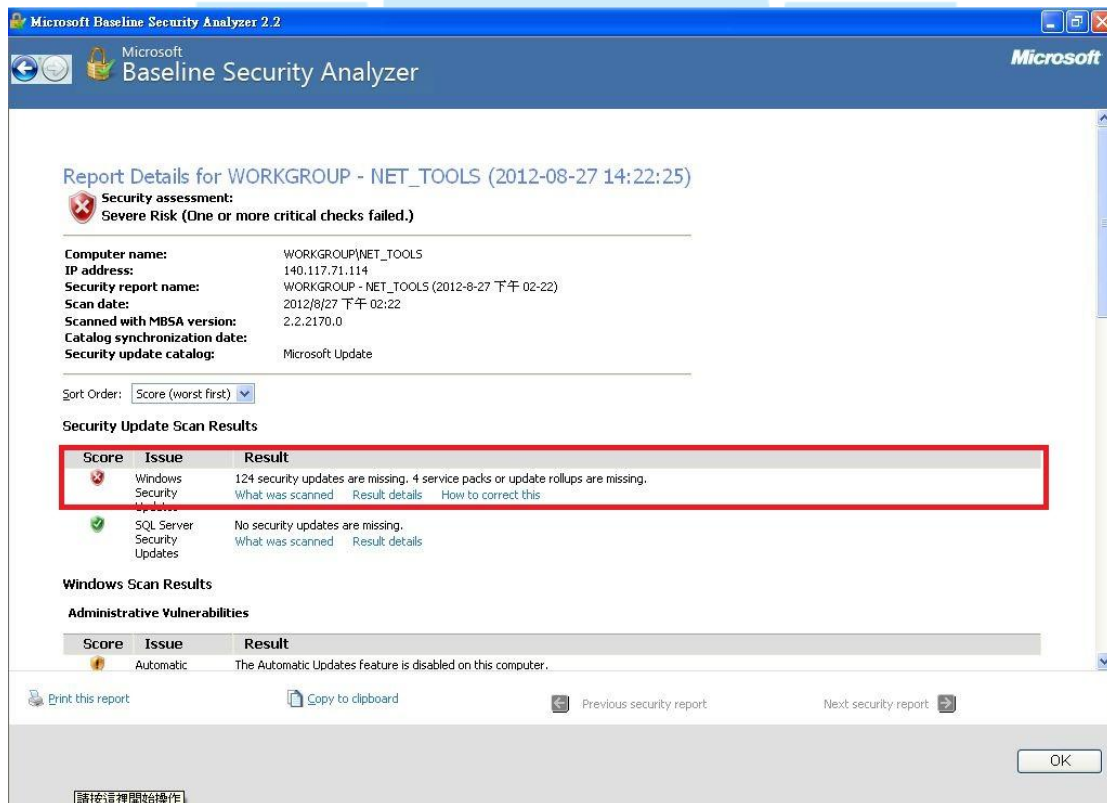 Microsoft Baseline Security Analyzer 2.2
Microsoft
Baseline Security Analyzer
Microsoft
Report Details for WORKGROUP - NET_TOOLS (2012-08-27 14:22:25)
Security assessment:
Severe Risk (One or more critical checks failed.)
Computer name: WORKGROUP\NET_TOOLS
IP address: 140.117.71.114
Security report name: WORKGROUP - NET_TOOLS (2012-8-27 下午 02-22)
Scan date: 2012/8/27 下午 02:22
Scanned with MBSA version: 2.2.2170.0
Catalog synchronization date:
Security update catalog: Microsoft Update
Sort Order: Score (worst first)
Security Update Scan Results
Score Issue Result
Windows Security Updates
124 security updates are missing. 4 service packs or update rollups are missing.
What was scanned Result details How to correct this
SQL Server Security Updates
No security updates are missing.
What was scanned Result details
Windows Scan Results
Administrative Vulnerabilities
Score Issue Result
Automatic The Automatic Updates feature is disabled on this computer.
Print this report Copy to clipboard Previous security report Next security report
OK
請按這裡開始操作